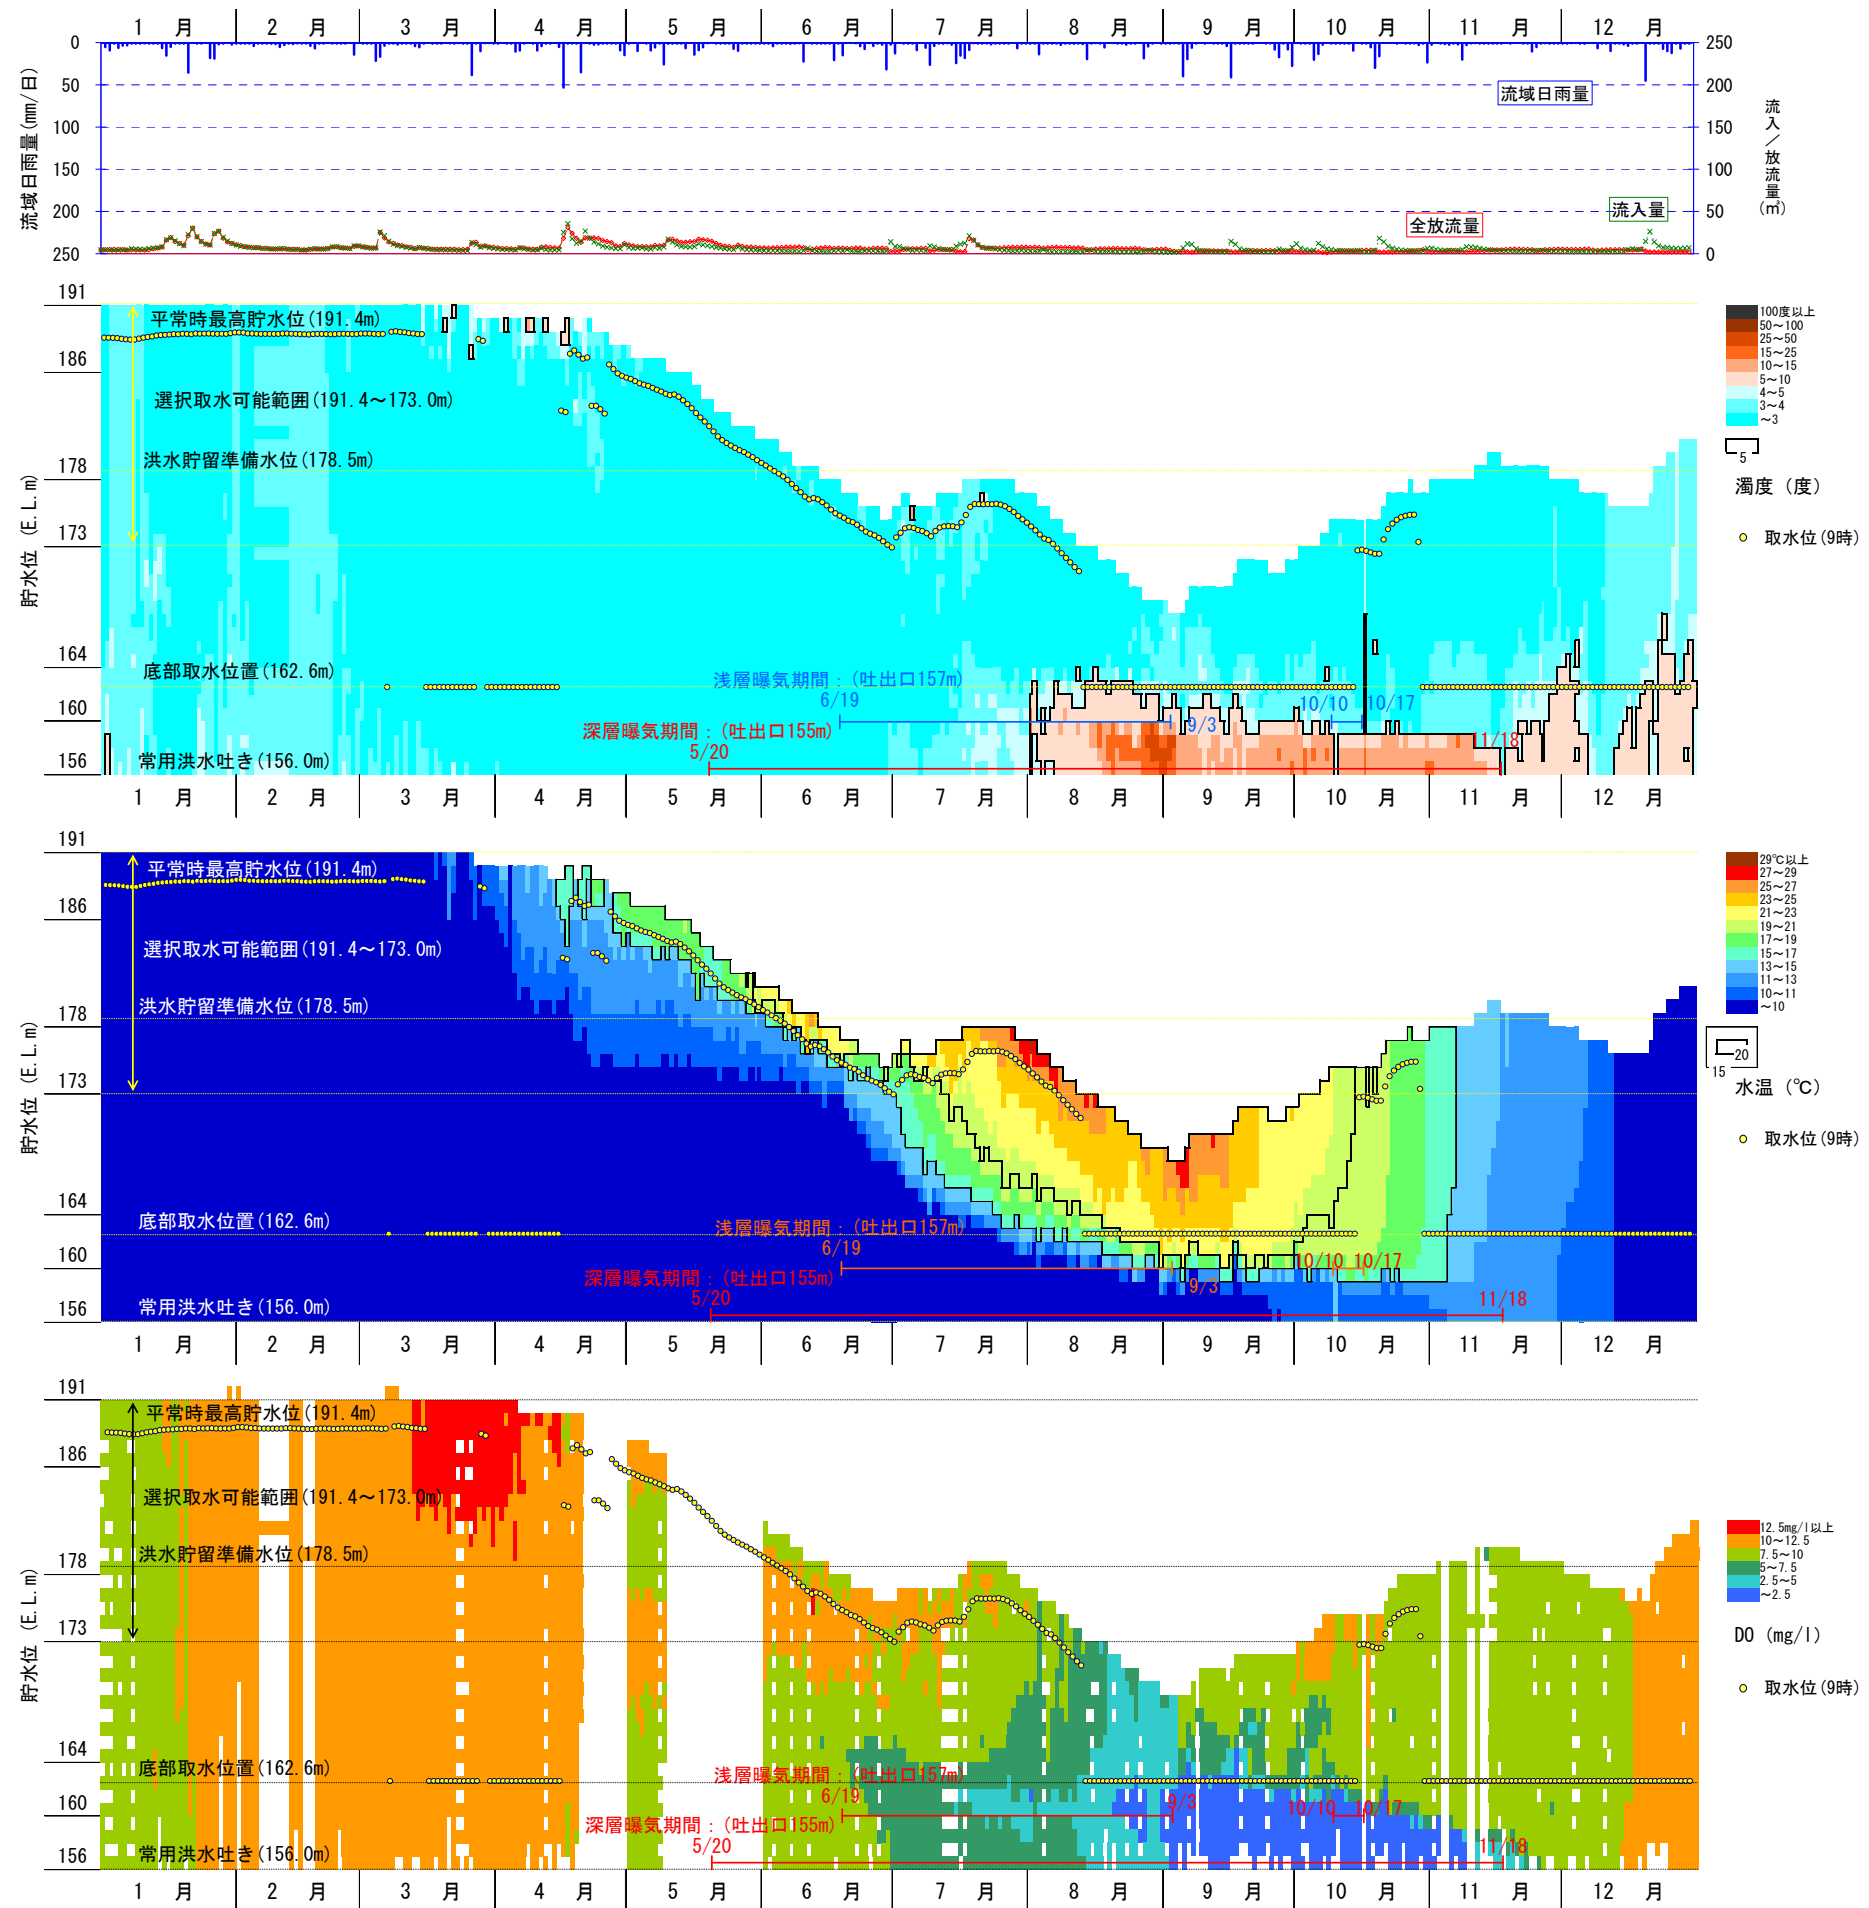 1 月 2 月 3 月 4 月 5 月 6 月 7 月 8 月 9 月 10 月 11 月 12 月
流域日雨量(mm/日)
0
50
100
150
200
250
250
200
150
100
50
0
流入／放流量(㎥)
流域日雨量
流入量
全放流量
貯水位 (E.L.m)
191
186
178
173
164
160
156
平常時最高貯水位(191.4m)
選択取水可能範囲(191.4～173.0m)
洪水貯留準備水位(178.5m)
底部取水位置(162.6m)
常用洪水吐き(156.0m)
浅層曝気期間：(吐出口157m)
6/19
9/3
10/10
10/17
深層曝気期間：(吐出口155m)
5/20
11/18
100度以上
50～100
25～50
15～25
10～15
5～10
4～5
3～4
～3
5
濁度（度）
取水位(9時)
1 月 2 月 3 月 4 月 5 月 6 月 7 月 8 月 9 月 10 月 11 月 12 月
貯水位 (E.L.m)
191
186
178
173
164
160
156
平常時最高貯水位(191.4m)
選択取水可能範囲(191.4～173.0m)
洪水貯留準備水位(178.5m)
底部取水位置(162.6m)
常用洪水吐き(156.0m)
浅層曝気期間：(吐出口157m)
6/19
9/3
10/10
10/17
深層曝気期間：(吐出口155m)
5/20
11/18
29℃以上
27～29
25～27
23～25
21～23
19～21
17～19
15～17
13～15
11～13
10～11
～10
20
15
水温（℃）
取水位(9時)
1 月 2 月 3 月 4 月 5 月 6 月 7 月 8 月 9 月 10 月 11 月 12 月
貯水位 (E.L.m)
191
186
178
173
164
160
156
平常時最高貯水位(191.4m)
選択取水可能範囲(191.4～173.0m)
洪水貯留準備水位(178.5m)
底部取水位置(162.6m)
常用洪水吐き(156.0m)
浅層曝気期間：(吐出口157m)
6/19
9/3
10/10
10/17
深層曝気期間：(吐出口155m)
5/20
11/18
12.5mg/l以上
10～12.5
7.5～10
5～7.5
2.5～5
～2.5
DO (mg/l)
取水位(9時)
1 月 2 月 3 月 4 月 5 月 6 月 7 月 8 月 9 月 10 月 11 月 12 月